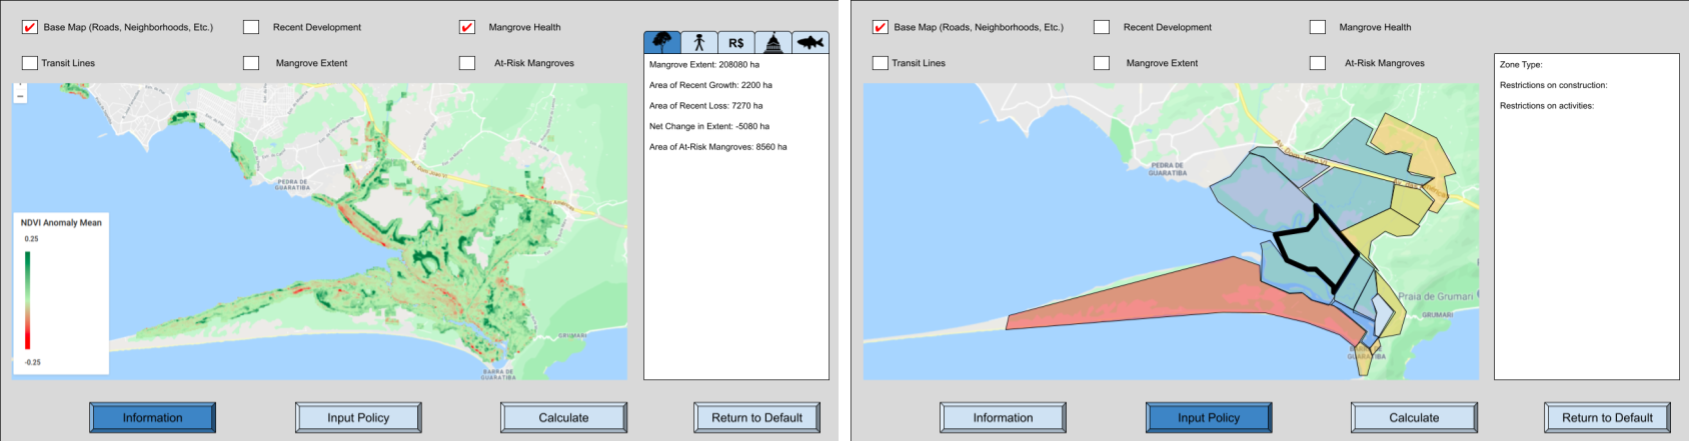 Base Map (Roads, Neighborhoods, Etc.)
Recent Development
Mangrove Health
Transit Lines
Mangrove Extent
At-Risk Mangroves
R$
Mangrove Extent: 208080 ha
Area of Recent Growth: 2200 ha
Area of Recent Loss: 7270 ha
Net Change in Extent: -5080 ha
Area of At-Risk Mangroves: 8560 ha
PEDRA DE
GUARATIBA
NDVI Anomaly Mean
0.25
-0.25
GRUMARI
BARRA DE
GUARATIBA
Information
Input Policy
Calculate
Return to Default
Base Map (Roads, Neighborhoods, Etc.)
Recent Development
Mangrove Health
Transit Lines
Mangrove Extent
At-Risk Mangroves
Zone Type:
Restrictions on construction:
Restrictions on activities:
PEDRA DE
GUARATIBA
Praia de Grumari
GRUMARI
GUARATIBA
Information
Input Policy
Calculate
Return to Default